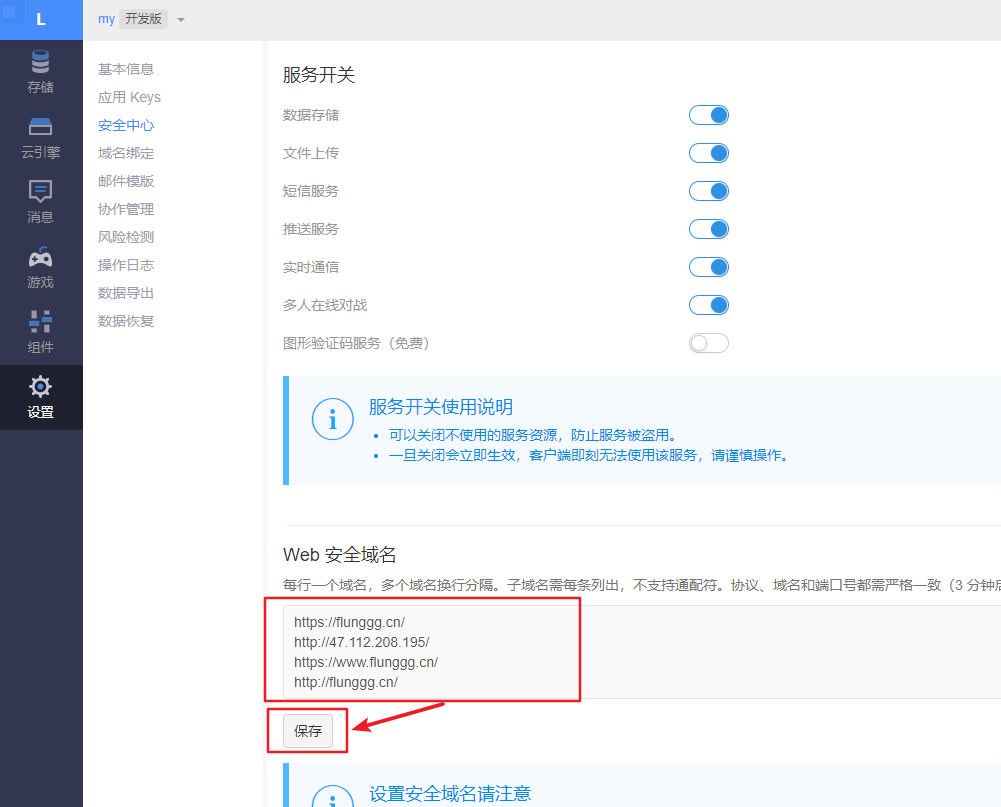 L
my 开发版
存储
云引擎
消息
游戏
组件
设置
基本信息
应用 Keys
安全中心
域名绑定
邮件模版
协作管理
风险检测
操作日志
数据导出
数据恢复
服务开关
数据存储
文件上传
短信服务
推送服务
实时通信
多人在线对战
图形验证码服务（免费）
服务开关使用说明
可以关闭不使用的服务资源，防止服务被盗用。
一旦关闭会立即生效，客户端即刻无法使用该服务，请谨慎操作。
Web 安全域名
每行一个域名，多个域名换行分隔。子域名需每条列出，不支持通配符。协议、域名和端口号都需严格一致（3 分钟后
https://flunggg.cn/
http://47.112.208.195/
https://www.flunggg.cn/
http://flunggg.cn/
保存
设置安全域名请注意